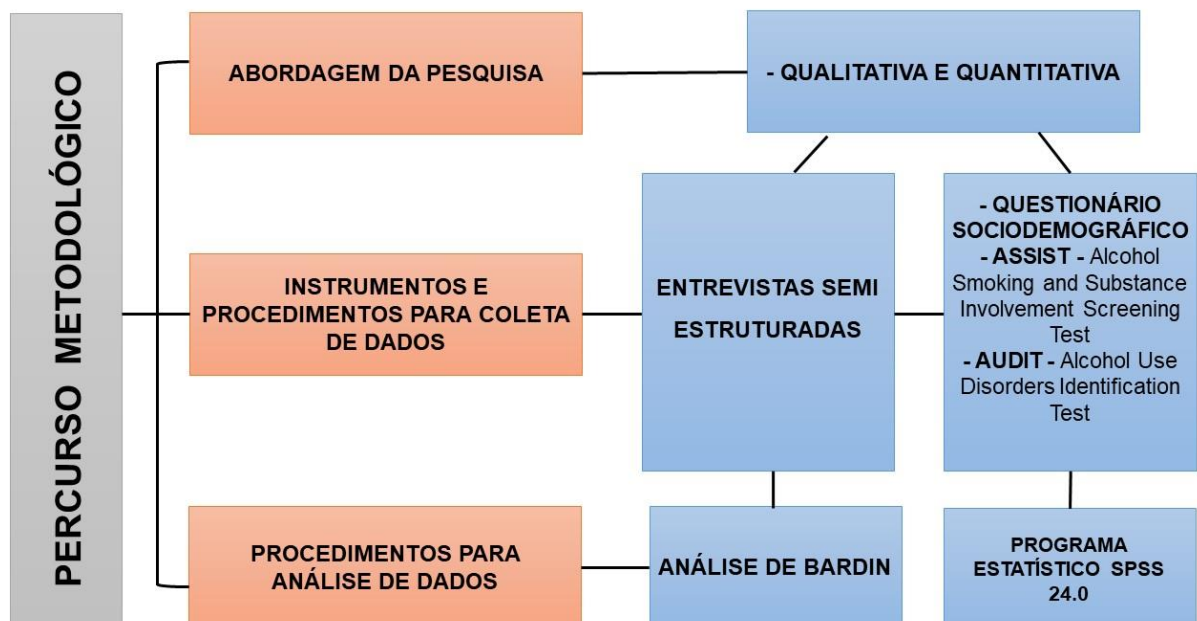 PERCURSO METODOLÓGICO
ABORDAGEM DA PESQUISA
- QUALITATIVA E QUANTITATIVA
INSTRUMENTOS E
PROCEDIMENTOS PARA COLETA
DE DADOS
ENTREVISTAS SEMI
ESTRUTURADAS
- QUESTIONÁRIO
SOCIODEMOGRÁFICO
- ASSIST - Alcohol
Smoking and Substance
Involvement Screening
Test
- AUDIT - Alcohol Use
Disorders Identification
Test
PROCEDIMENTOS PARA
ANÁLISE DE DADOS
ANÁLISE DE BARDIN
PROGRAMA
ESTATÍSTICO SPSS
24.0